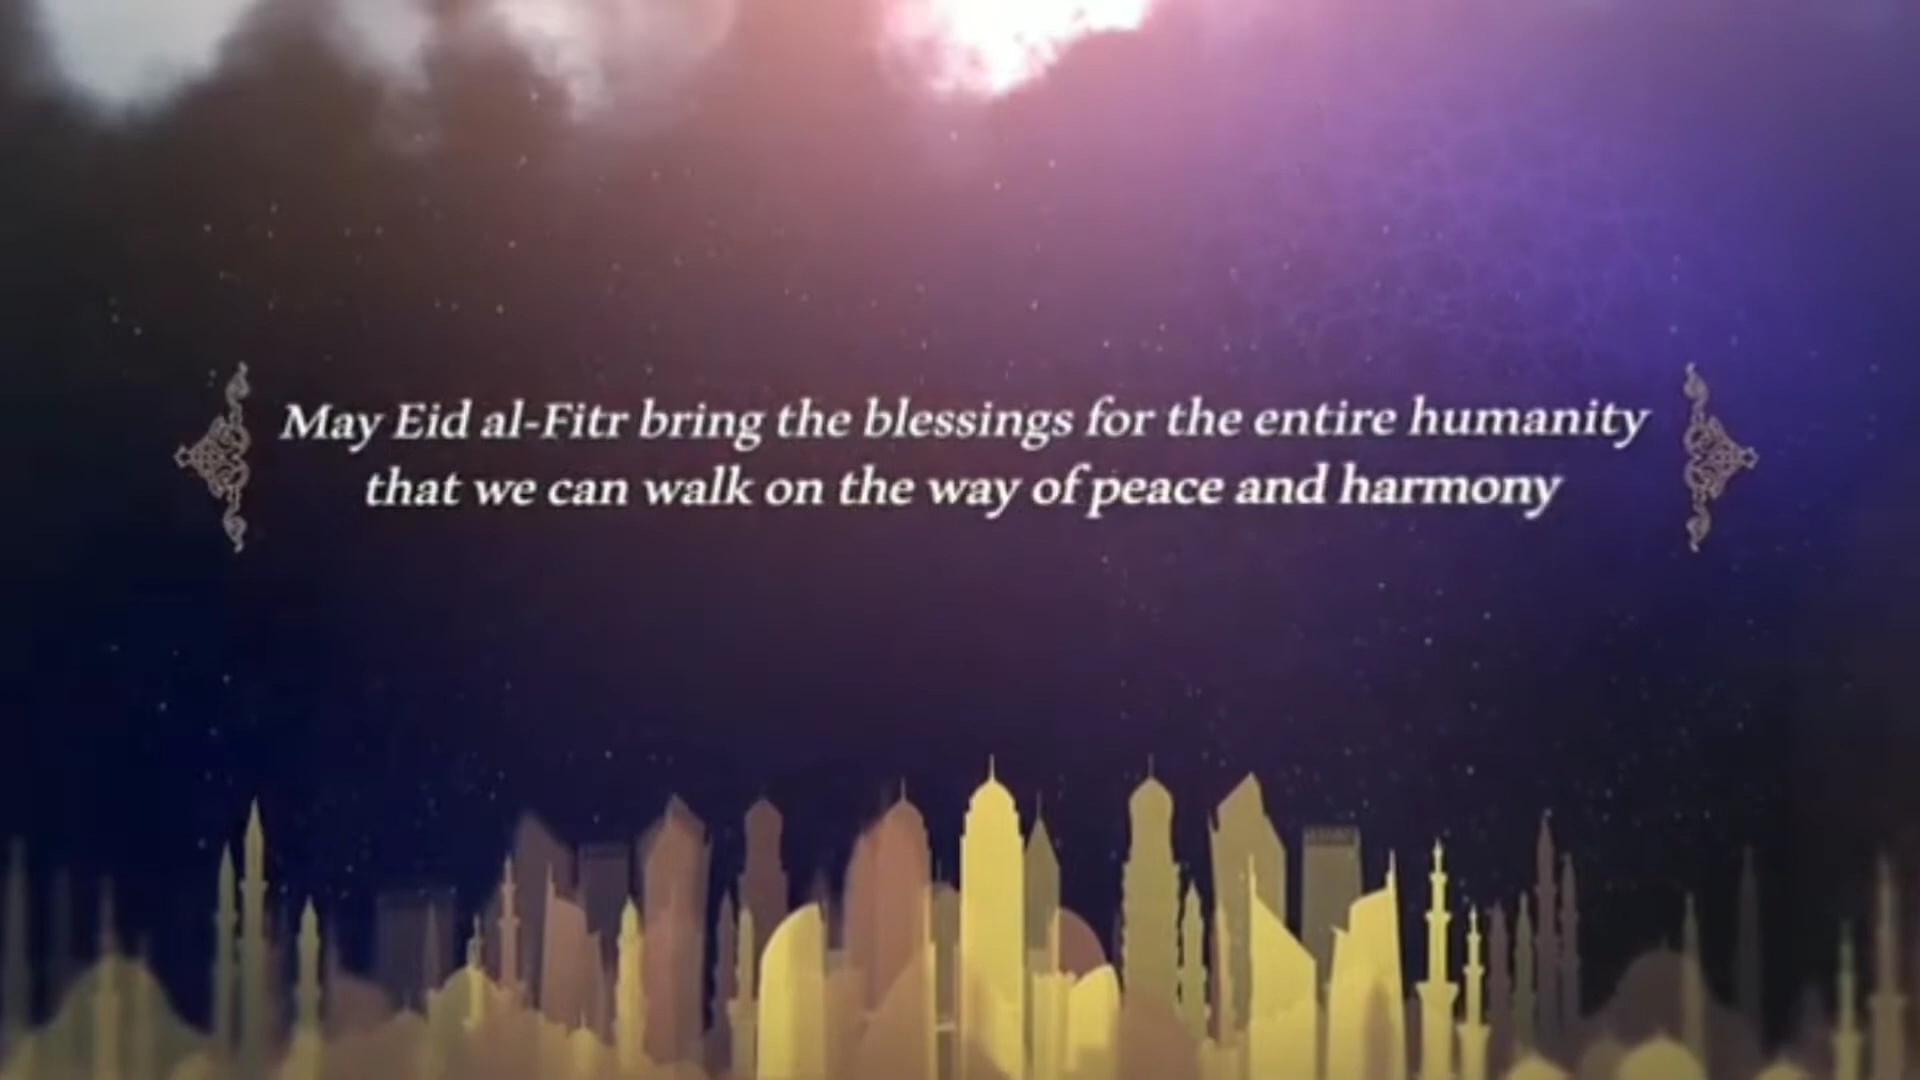 May Eid al-Fitr bring the blessings for the entire humanity
that we can walk on the way of peace and harmony